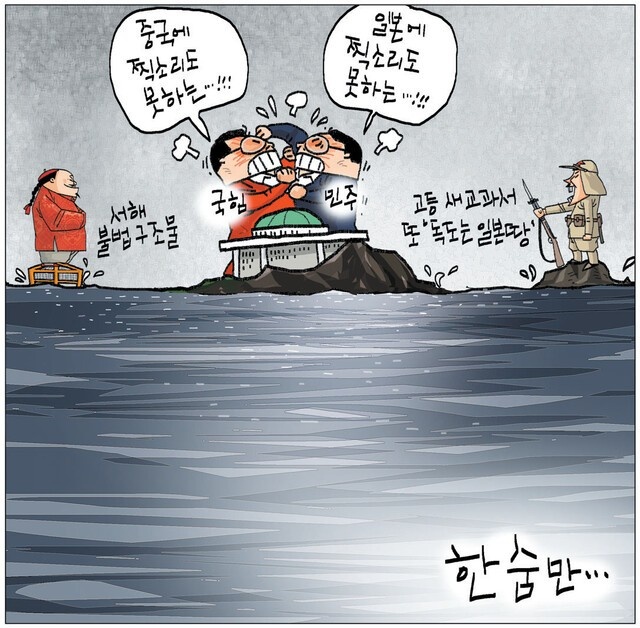 중국에
찍소리도
못하는…!!!
일본에
찍소리도
못하는…!!!
국힘
민주
서해
불법 구조물
고등 새 교과서
또 "독도는 일본땅"
한숨만…